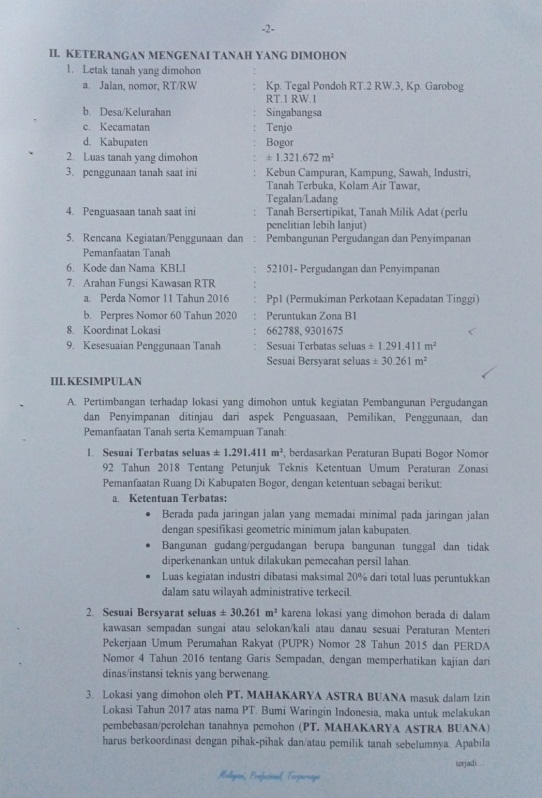 -2-
II. KETERANGAN MENGENAI TANAH YANG DIMOHON
1. Letak tanah yang dimohon :
a. Jalan, nomor, RT/RW : Kp. Tegal Pondoh RT.2 RW.3, Kp. Garobog
RT.1 RW.1
b. Desa/Kelurahan : Singabangsa
c. Kecamatan : Tenjo
d. Kabupaten : Bogor
2. Luas tanah yang dimohon : ± 1.321.672 m²
3. penggunaan tanah saat ini : Kebun Campuran, Kampung, Sawah, Industri,
Tanah Terbuka, Kolam Air Tawar,
Tegalan/Ladang
4. Penguasaan tanah saat ini : Tanah Bersertipikat, Tanah Milik Adat (perlu
penelitian lebih lanjut)
5. Rencana Kegiatan/Penggunaan dan : Pembangunan Pergudangan dan Penyimpanan
Pemanfaatan Tanah
6. Kode dan Nama KBLI : 52101- Pergudangan dan Penyimpanan
7. Arahan Fungsi Kawasan RTR :
a. Perda Nomor 11 Tahun 2016 : Pp1 (Permukiman Perkotaan Kepadatan Tinggi)
b. Perpres Nomor 60 Tahun 2020 : Peruntukan Zona B1
8. Koordinat Lokasi : 662788, 9301675
9. Kesesuaian Penggunaan Tanah : Sesuai Terbatas seluas ± 1.291.411 m²
Sesuai Bersyarat seluas ± 30.261 m²
III. KESIMPULAN
A. Pertimbangan terhadap lokasi yang dimohon untuk kegiatan Pembangunan Pergudangan
dan Penyimpanan ditinjau dari aspek Penguasaan, Pemilikan, Penggunaan, dan
Pemanfaatan Tanah serta Kemampuan Tanah:
1. Sesuai Terbatas seluas ± 1.291.411 m², berdasarkan Peraturan Bupati Bogor Nomor
92 Tahun 2018 Tentang Petunjuk Teknis Ketentuan Umum Peraturan Zonasi
Pemanfaatan Ruang Di Kabupaten Bogor, dengan ketentuan sebagai berikut:
a. Ketentuan Terbatas:
• Berada pada jaringan jalan yang memadai minimal pada jaringan jalan
dengan spesifikasi geometric minimum jalan kabupaten.
• Bangunan gudang/pergudangan berupa bangunan tunggal dan tidak
diperkenankan untuk dilakukan pemecahan persil lahan.
• Luas kegiatan industri dibatasi maksimal 20% dari total luas peruntukkan
dalam satu wilayah administrative terkecil.
2. Sesuai Bersyarat seluas ± 30.261 m² karena lokasi yang dimohon berada di dalam
kawasan sempadan sungai atau selokan/kali atau danau sesuai Peraturan Menteri
Pekerjaan Umum Perumahan Rakyat (PUPR) Nomor 28 Tahun 2015 dan PERDA
Nomor 4 Tahun 2016 tentang Garis Sempadan, dengan memperhatikan kajian dari
dinas/instansi teknis yang berwenang.
3. Lokasi yang dimohon oleh PT. MAHAKARYA ASTRA BUANA masuk dalam Izin
Lokasi Tahun 2017 atas nama PT. Bumi Waringin Indonesia, maka untuk melakukan
pembebasan/perolehan tanahnya pemohon (PT. MAHAKARYA ASTRA BUANA)
harus berkoordinasi dengan pihak-pihak dan/atau pemilik tanah sebelumnya. Apabila
terjadi...
Melayani, Profesional, Terpercaya